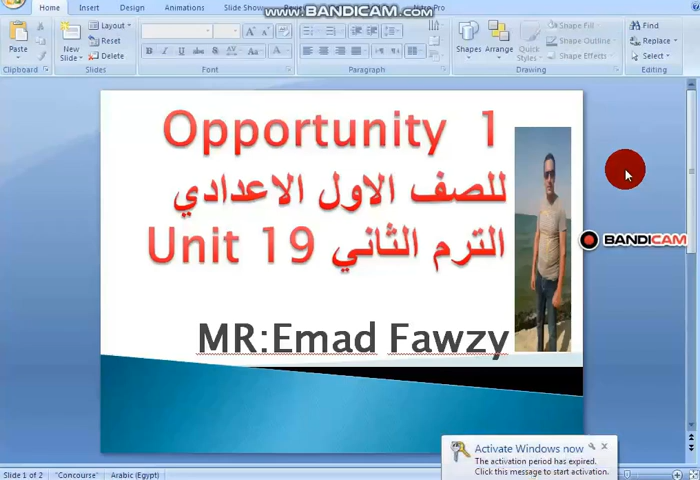 Home Insert Design Animations Slide Show
WWW.BANDICAM.COM
Layout
Reset
Delete
Paste
New Slide
Shapes
Arrange
Quick Styles
Shape Fill
Shape Outline
Shape Effects
Find
Replace
Select
Clipboard
Slides
Font
Paragraph
Drawing
Editing
Opportunity 1
للصف الاول الاعدادي
الترم الثاني Unit 19
MR:Emad Fawzy
BANDICAM
Activate Windows now
The activation period has expired.
Click this message to start activation.
Slide 1 of 2
"Concourse"
Arabic (Egypt)